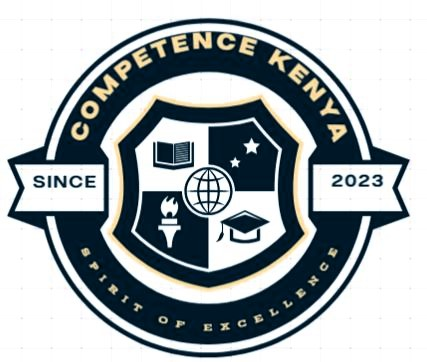 COMPETENCE KENYA
SINCE
2023
SPIRIT OF EXCELLENCE